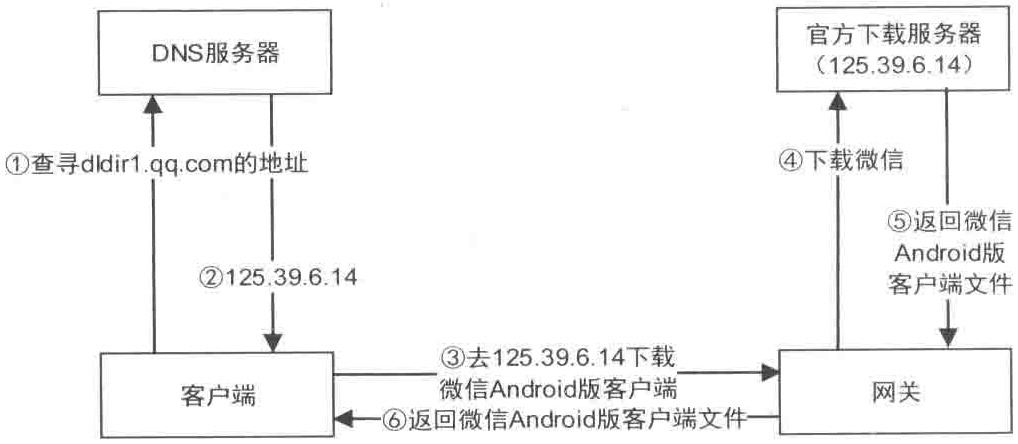 DNS服务器
官方下载服务器
（125.39.6.14）
①查寻dldir1.qq.com的地址
④下载微信
⑤返回微信
Android版
客户端文件
②125.39.6.14
客户端
③去125.39.6.14下载
微信Android版客户端
⑥返回微信Android版客户端文件
网关